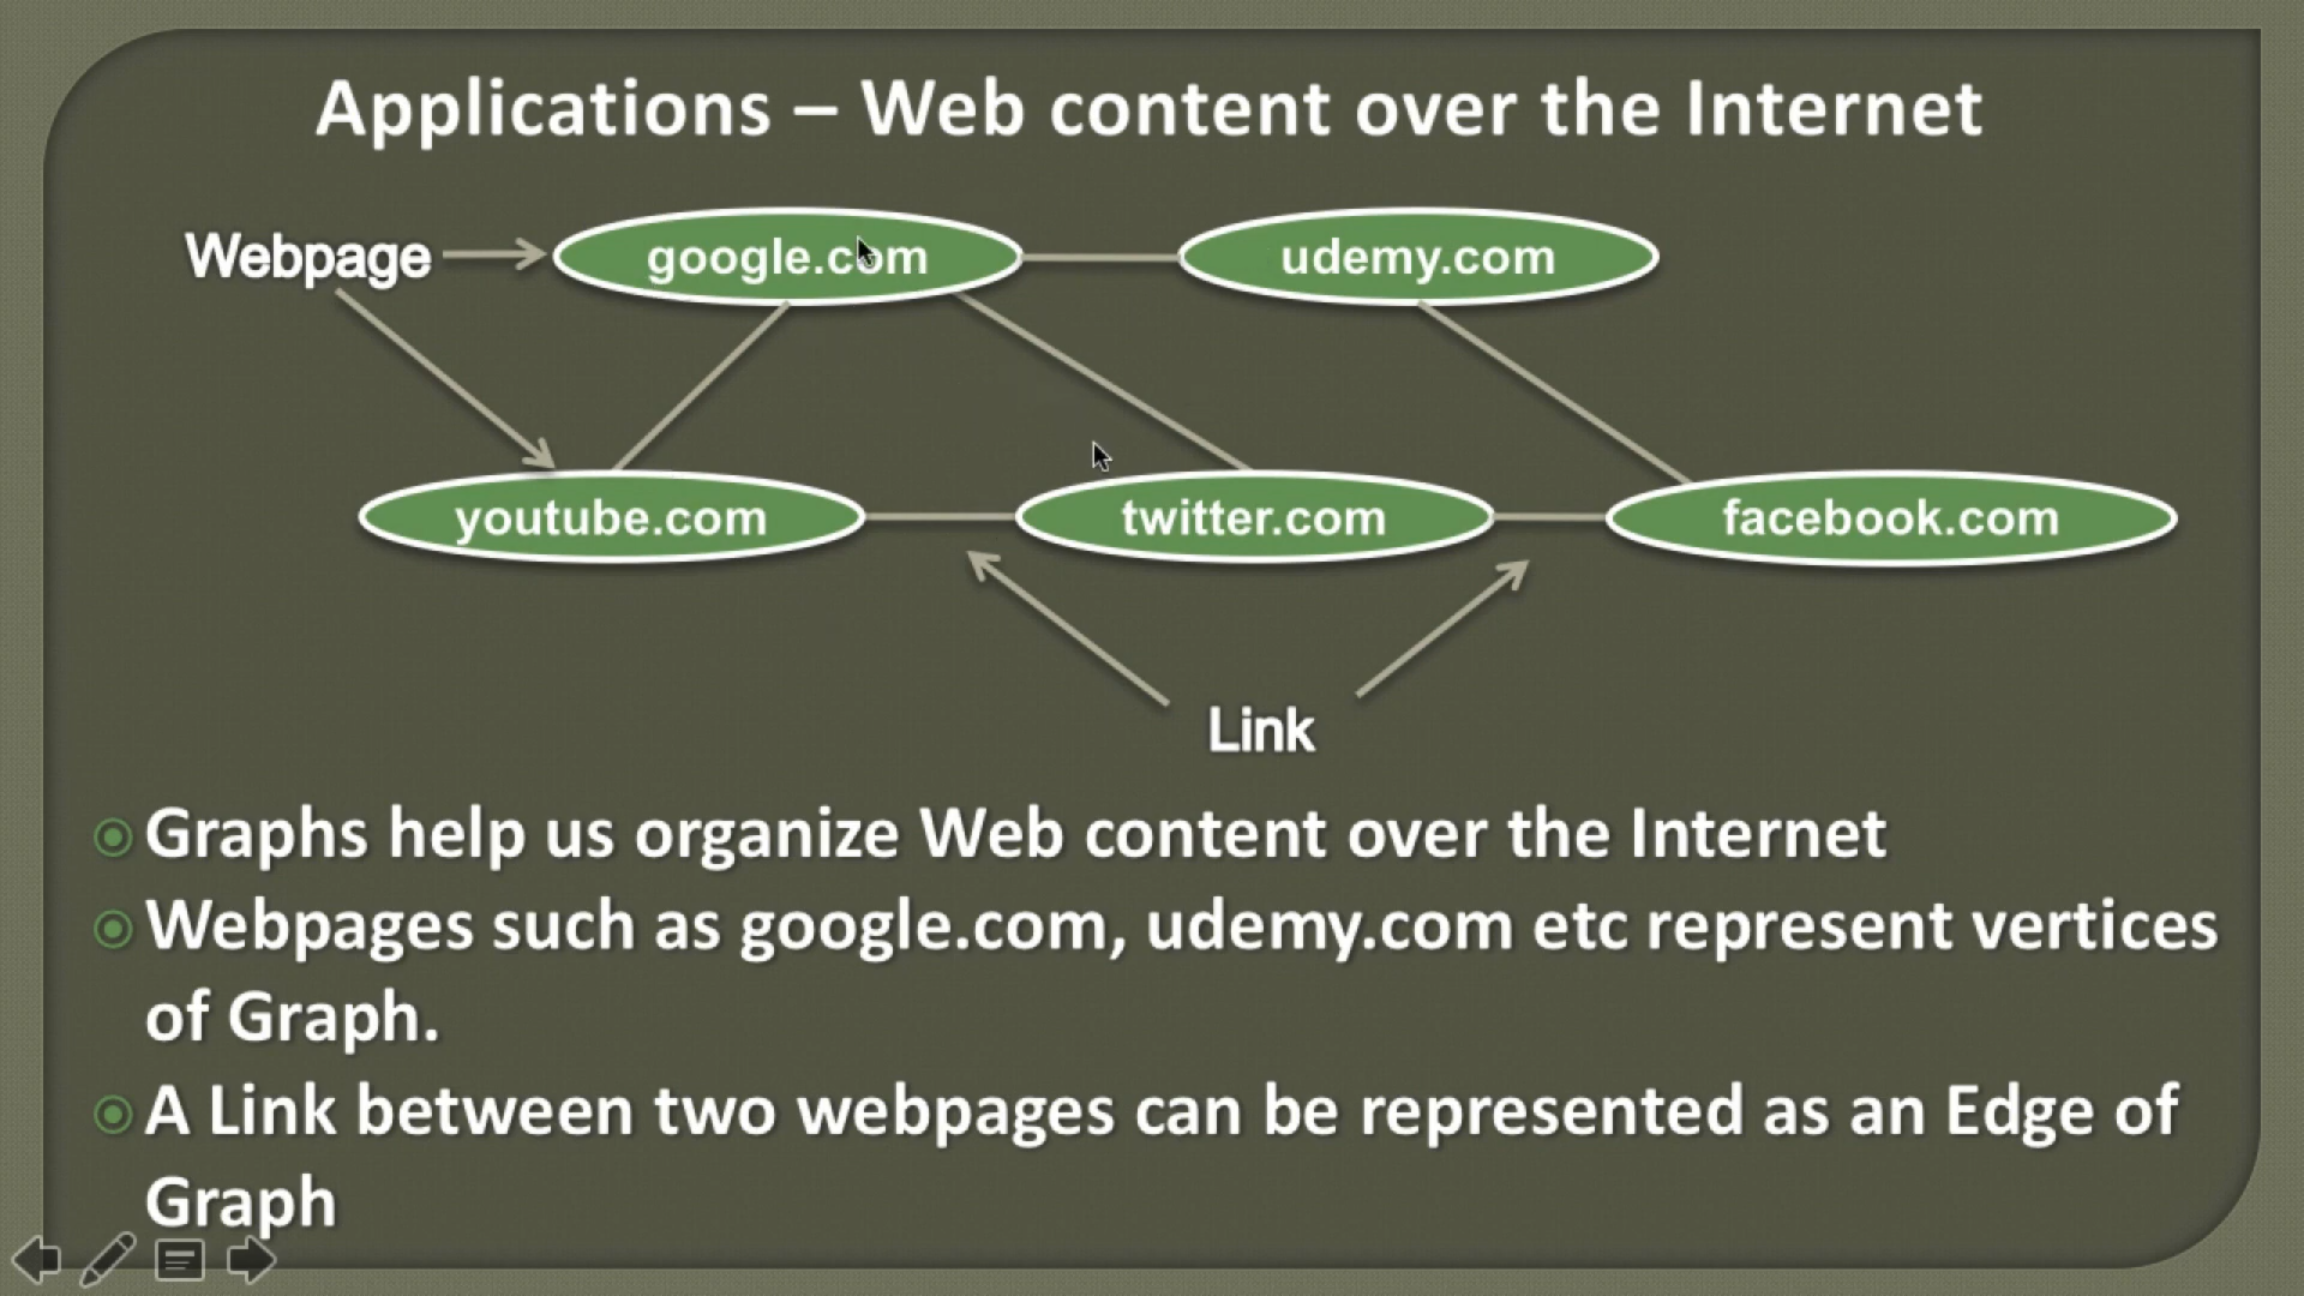 Applications – Web content over the Internet
Webpage
google.com
udemy.com
youtube.com
twitter.com
facebook.com
Link
Graphs help us organize Web content over the Internet
Webpages such as google.com, udemy.com etc represent vertices
of Graph.
A Link between two webpages can be represented as an Edge of
Graph